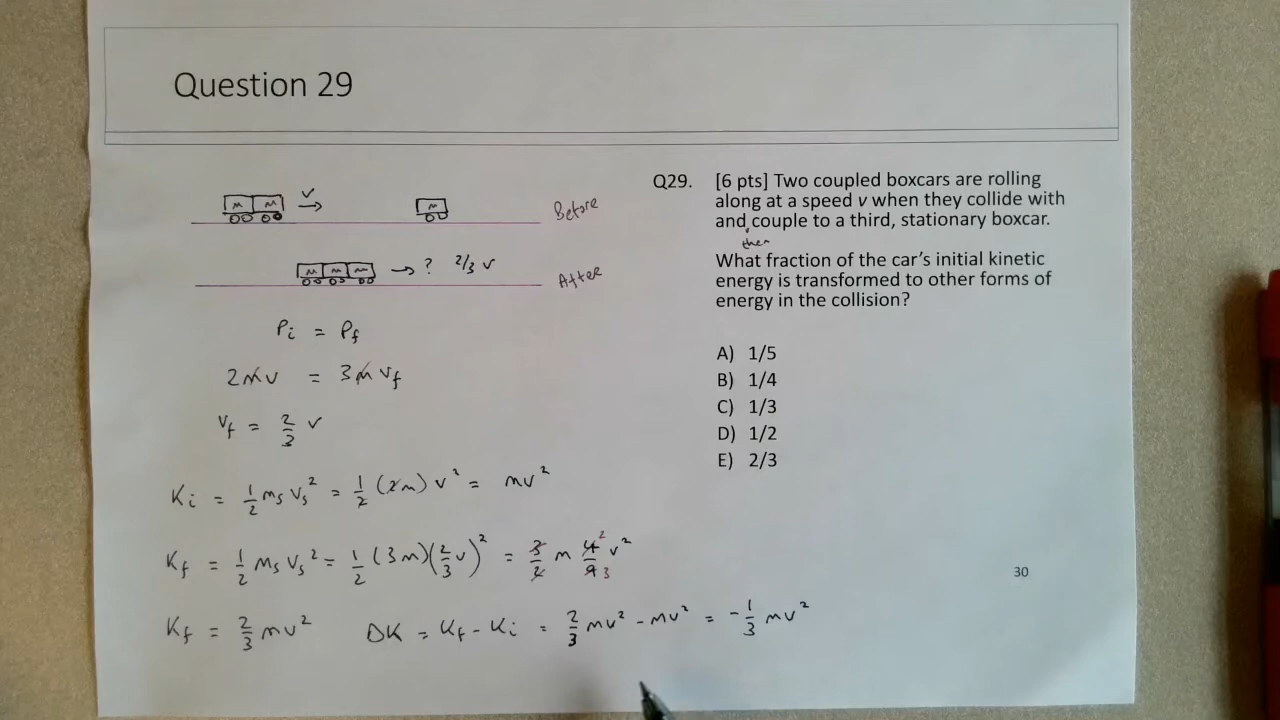 Question 29
v
M M M
Before
M M M ? 2/3 v
After
Pi = Pf
2mv = 3m vf
vf = 2/3 v
Ki = 1/2 ms vs² = 1/2 (2m) v² = mv²
Kf = 1/2 ms vs² = 1/2 (3m)(2/3 v)² = 3/2 m 4²/9₃ v²
Kf = 2/3 mv² DK = Kf - Ki = 2/3 mv² - mv² = -1/3 mv²
Q29. [6 pts] Two coupled boxcars are rolling
along at a speed v when they collide with
and couple to a third, stationary boxcar.
then
What fraction of the car's initial kinetic
energy is transformed to other forms of
energy in the collision?
A) 1/5
B) 1/4
C) 1/3
D) 1/2
E) 2/3
30